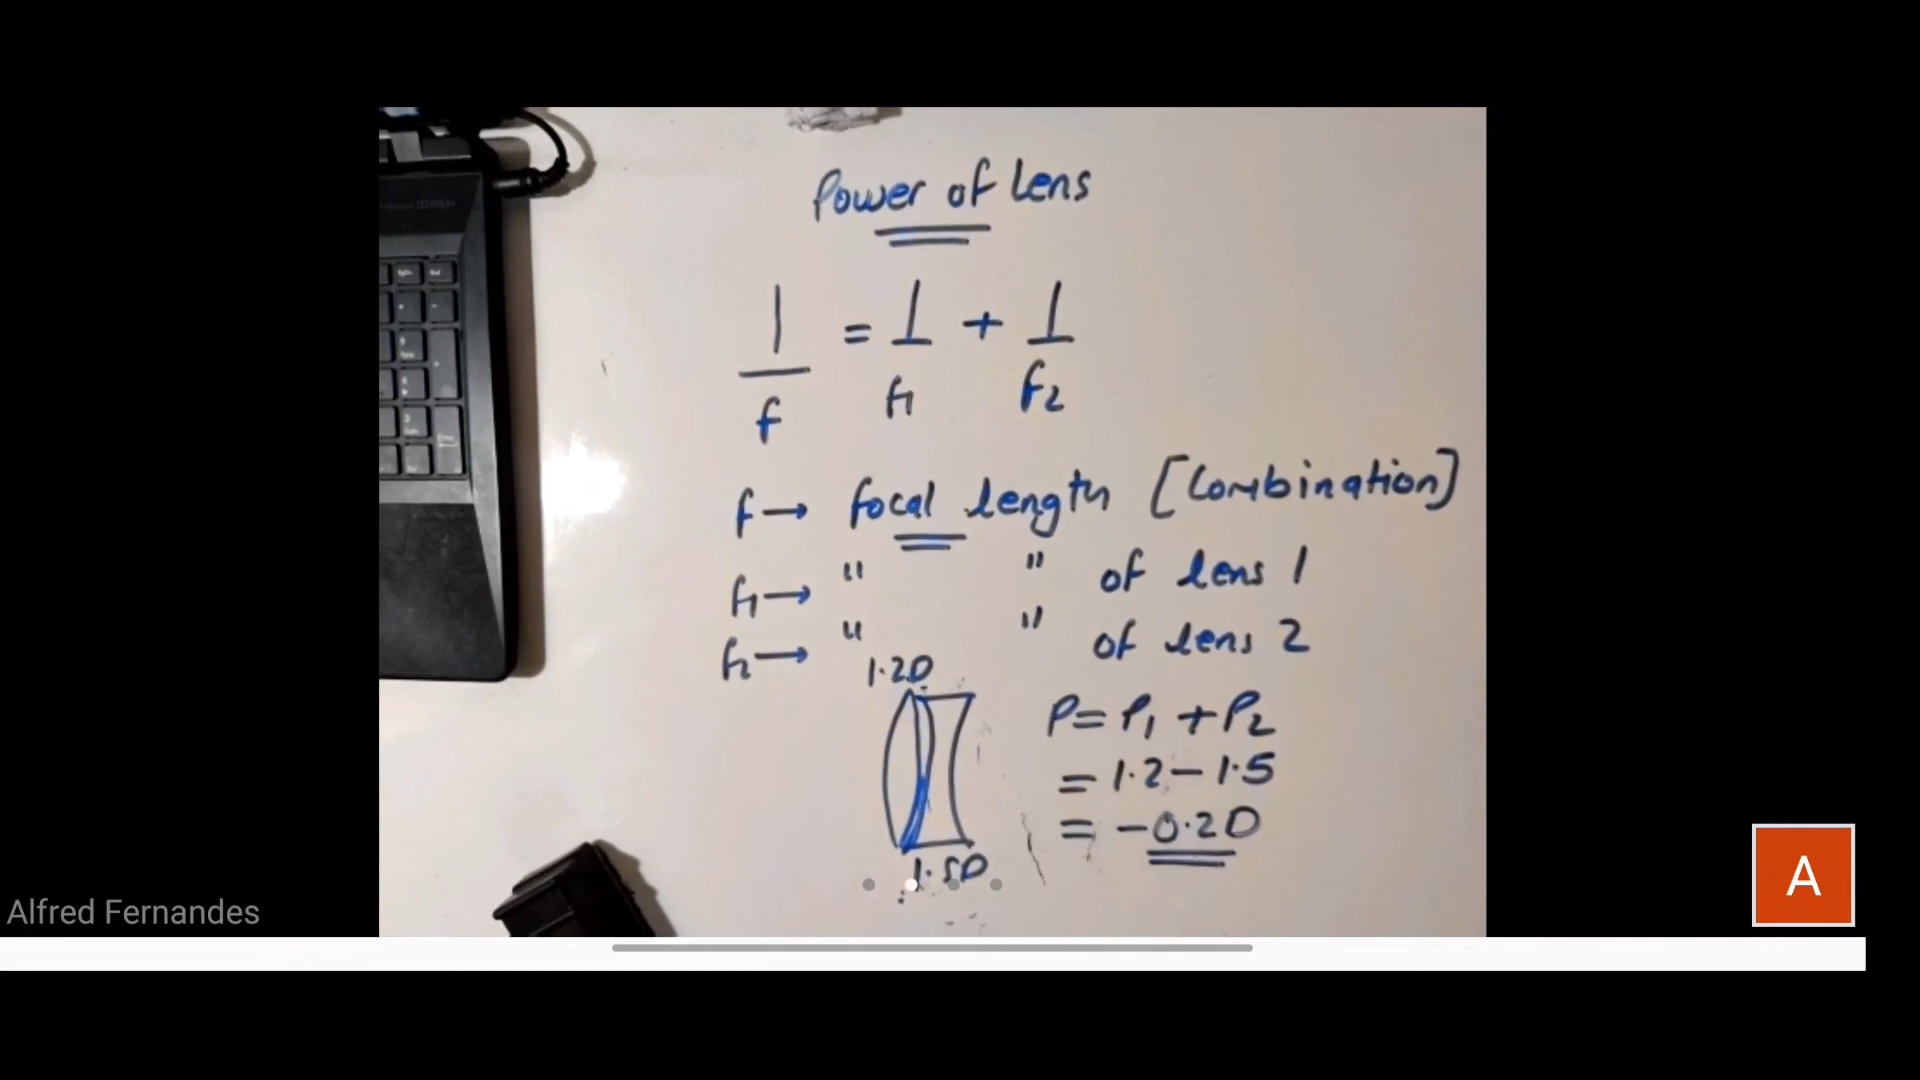 Power of Lens
1/f = 1/f1 + 1/f2
f → focal length [Combination]
f1 → " " of lens 1
f2 → " " of lens 2
1.2D
P = P1 + P2
= 1.2 - 1.5
= -0.2D
1.5D
A
Alfred Fernandes